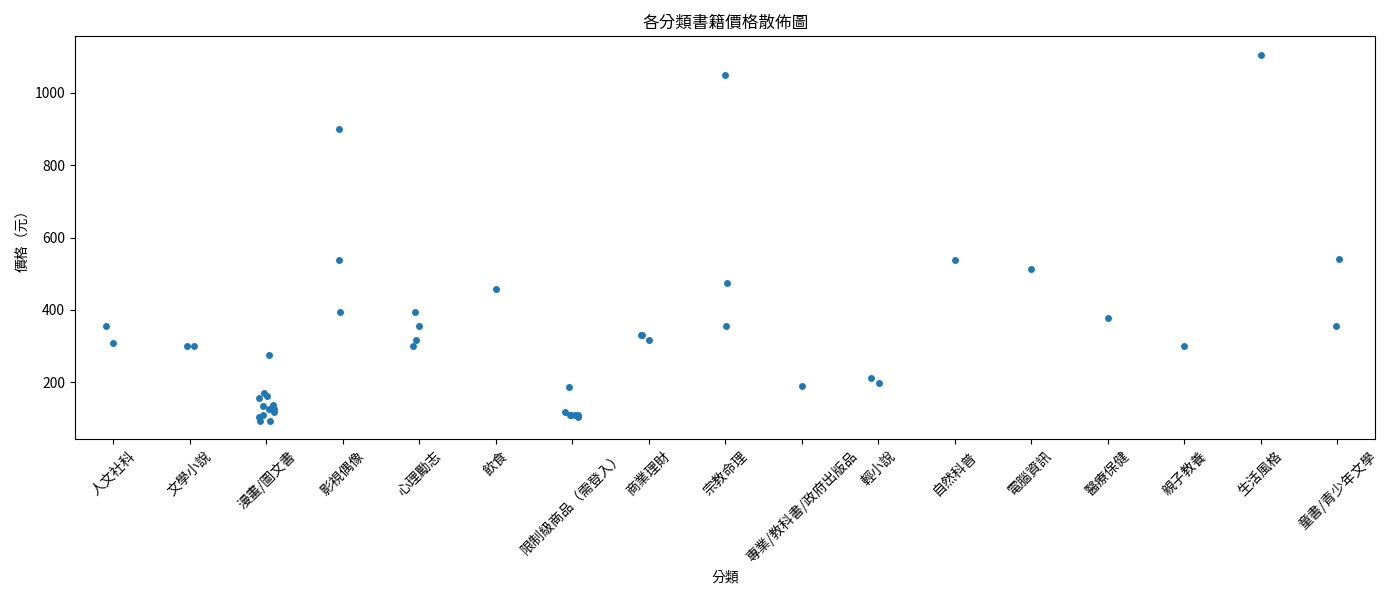 各分類書籍價格散佈圖
價格（元）
1000
800
600
400
200
人文社科
文學小說
漫畫/圖文書
影視偶像
心理勵志
飲食
限制級商品（需登入）
商業理財
宗教命理
專業/教科書/政府出版品
輕小說
自然科普
電腦資訊
醫療保健
親子教養
生活風格
童書/青少年文學
分類